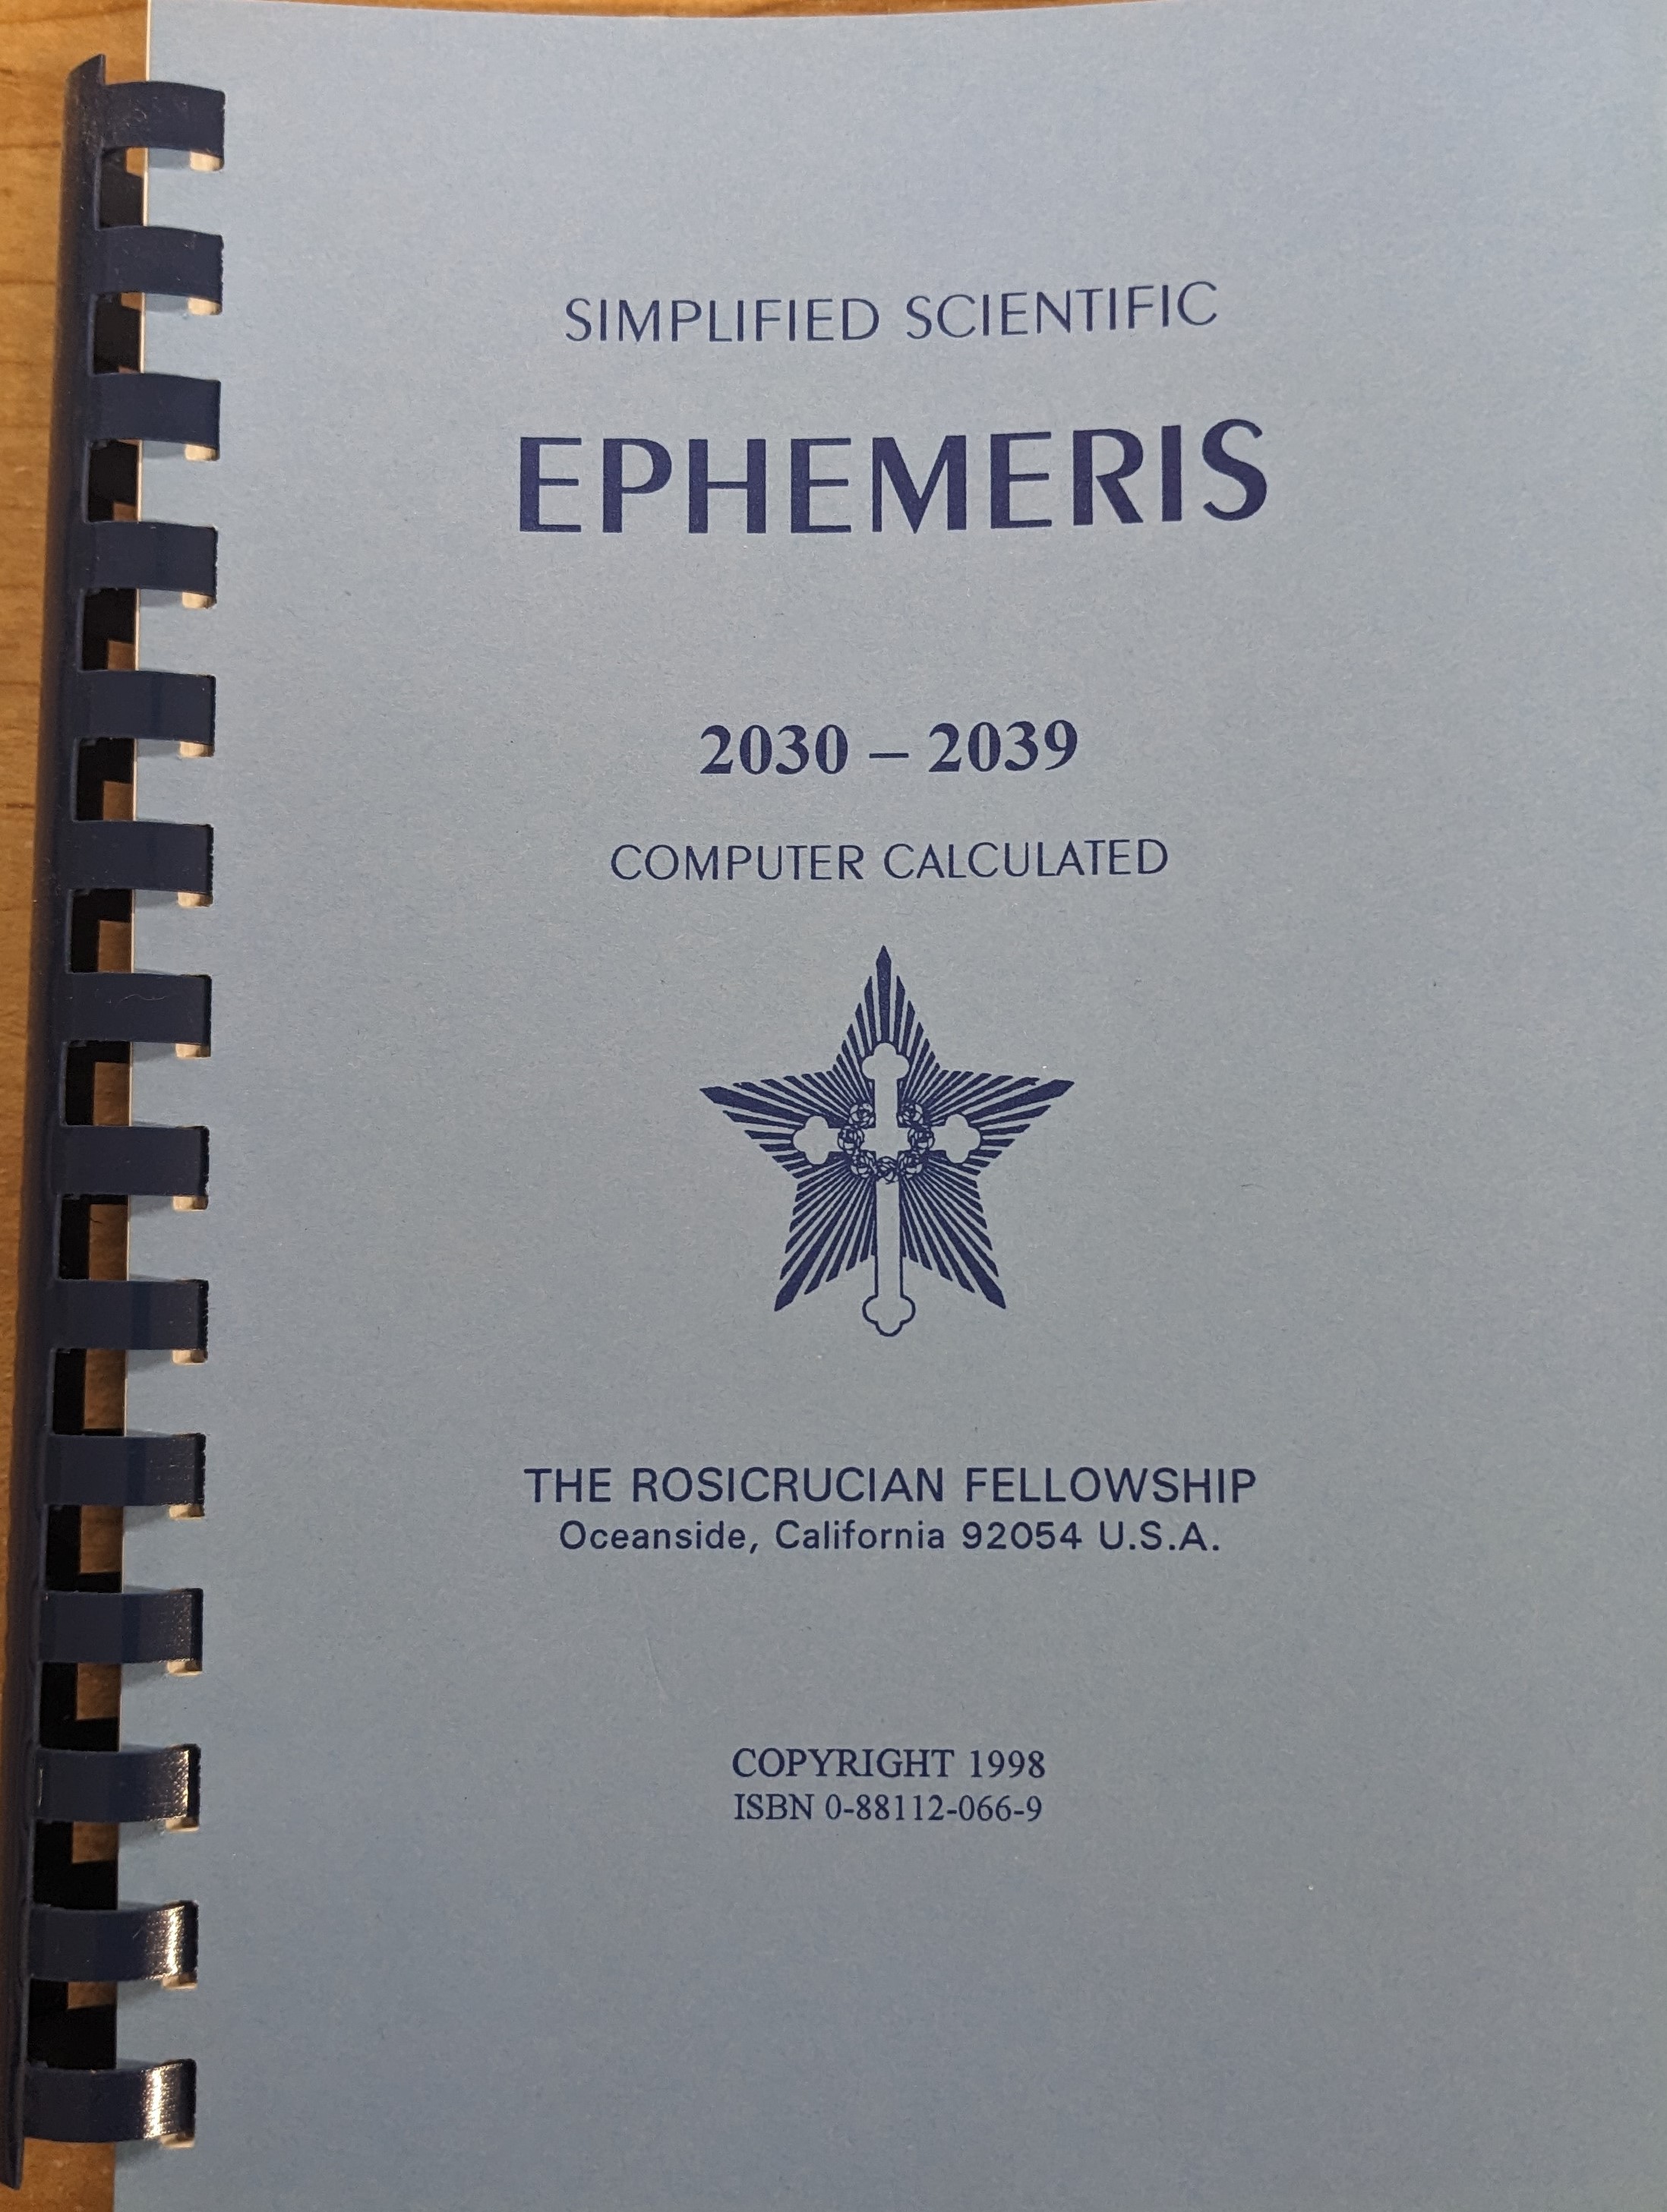 SIMPLIFIED SCIENTIFIC
EPHEMERIS
2030 – 2039
COMPUTER CALCULATED
THE ROSICRUCIAN FELLOWSHIP
Oceanside, California 92054 U.S.A.
COPYRIGHT 1998
ISBN 0-88112-066-9